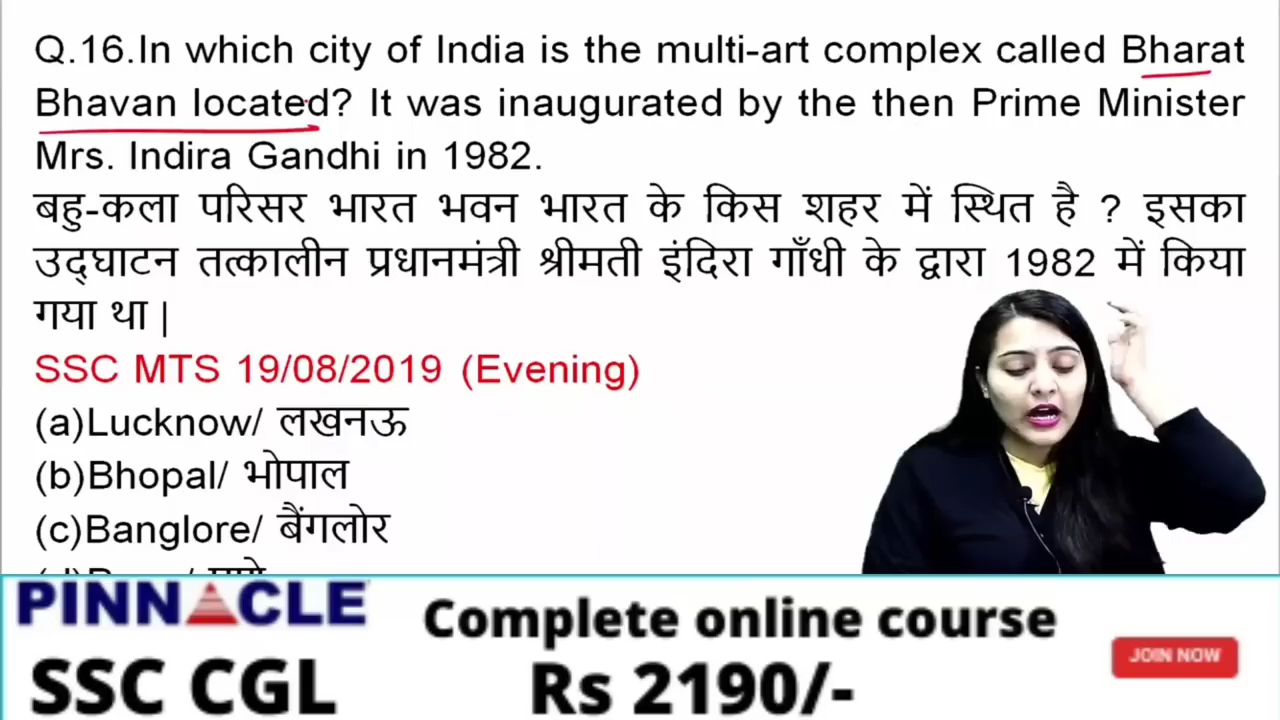 Q.16.In which city of India is the multi-art complex called Bharat
Bhavan located? It was inaugurated by the then Prime Minister
Mrs. Indira Gandhi in 1982.
बहु-कला परिसर भारत भवन भारत के किस शहर में स्थित है ? इसका
उद्घाटन तत्कालीन प्रधानमंत्री श्रीमती इंदिरा गाँधी के द्वारा 1982 में किया
गया था |
SSC MTS 19/08/2019 (Evening)
(a)Lucknow/ लखनऊ
(b)Bhopal/ भोपाल
(c)Banglore/ बैंगलोर
PINNACLE
Complete online course
JOIN NOW
SSC CGL
Rs 2190/-